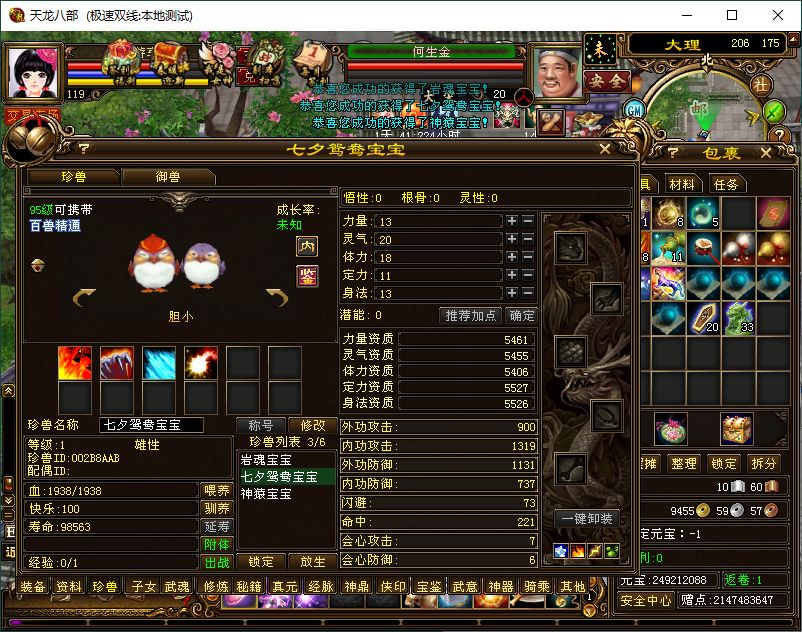 天龙八部 (极速双线:本地测试)
大理 206 175
何生金
119
北
未
安全
社
GM
20
恭喜您成功的获得了岩魂宝宝!
恭喜您成功的获得了七夕鸳鸯宝宝!
恭喜您成功的获得了神猿宝宝!
七夕鸳鸯宝宝
包裹
珍兽 御兽
材料 任务
95级可携带
百兽精通
成长率:
未知
内
鉴
胆小
悟性:0 根骨:0 灵性:0
力量:13
灵气:20
体力:18
定力:11
身法:13
潜能:0 推荐加点 确定
力量资质 5461
灵气资质 5455
体力资质 5406
定力资质 5527
身法资质 5526
外功攻击: 900
内功攻击: 1319
外功防御: 1131
内功防御: 737
闪避: 73
命中: 221
会心攻击: 7
会心防御: 6
一键卸装
珍兽名称 七夕鸳鸯宝宝 称号 修改
等级:1 雄性
珍兽ID:002B8AAB
配偶ID:
珍兽列表 3/6
岩魂宝宝
七夕鸳鸯宝宝
神猿宝宝
血:1938/1938 喂养
快乐:100 驯养
寿命:98563 延寿
附体
经验:0/1 出战
锁定 放生
1
5
8
11
20
33
摊 整理 锁定 拆分
10 60
9455 59 57
定元宝:-1
利:0
元宝:249212088 返卷:1
安全中心 赠点:2147483647
装备 资料 珍兽 子女 武魂 修炼 秘籍 真元 经脉 神鼎 侠印 宝鉴 武意 神器 骑乘 其他